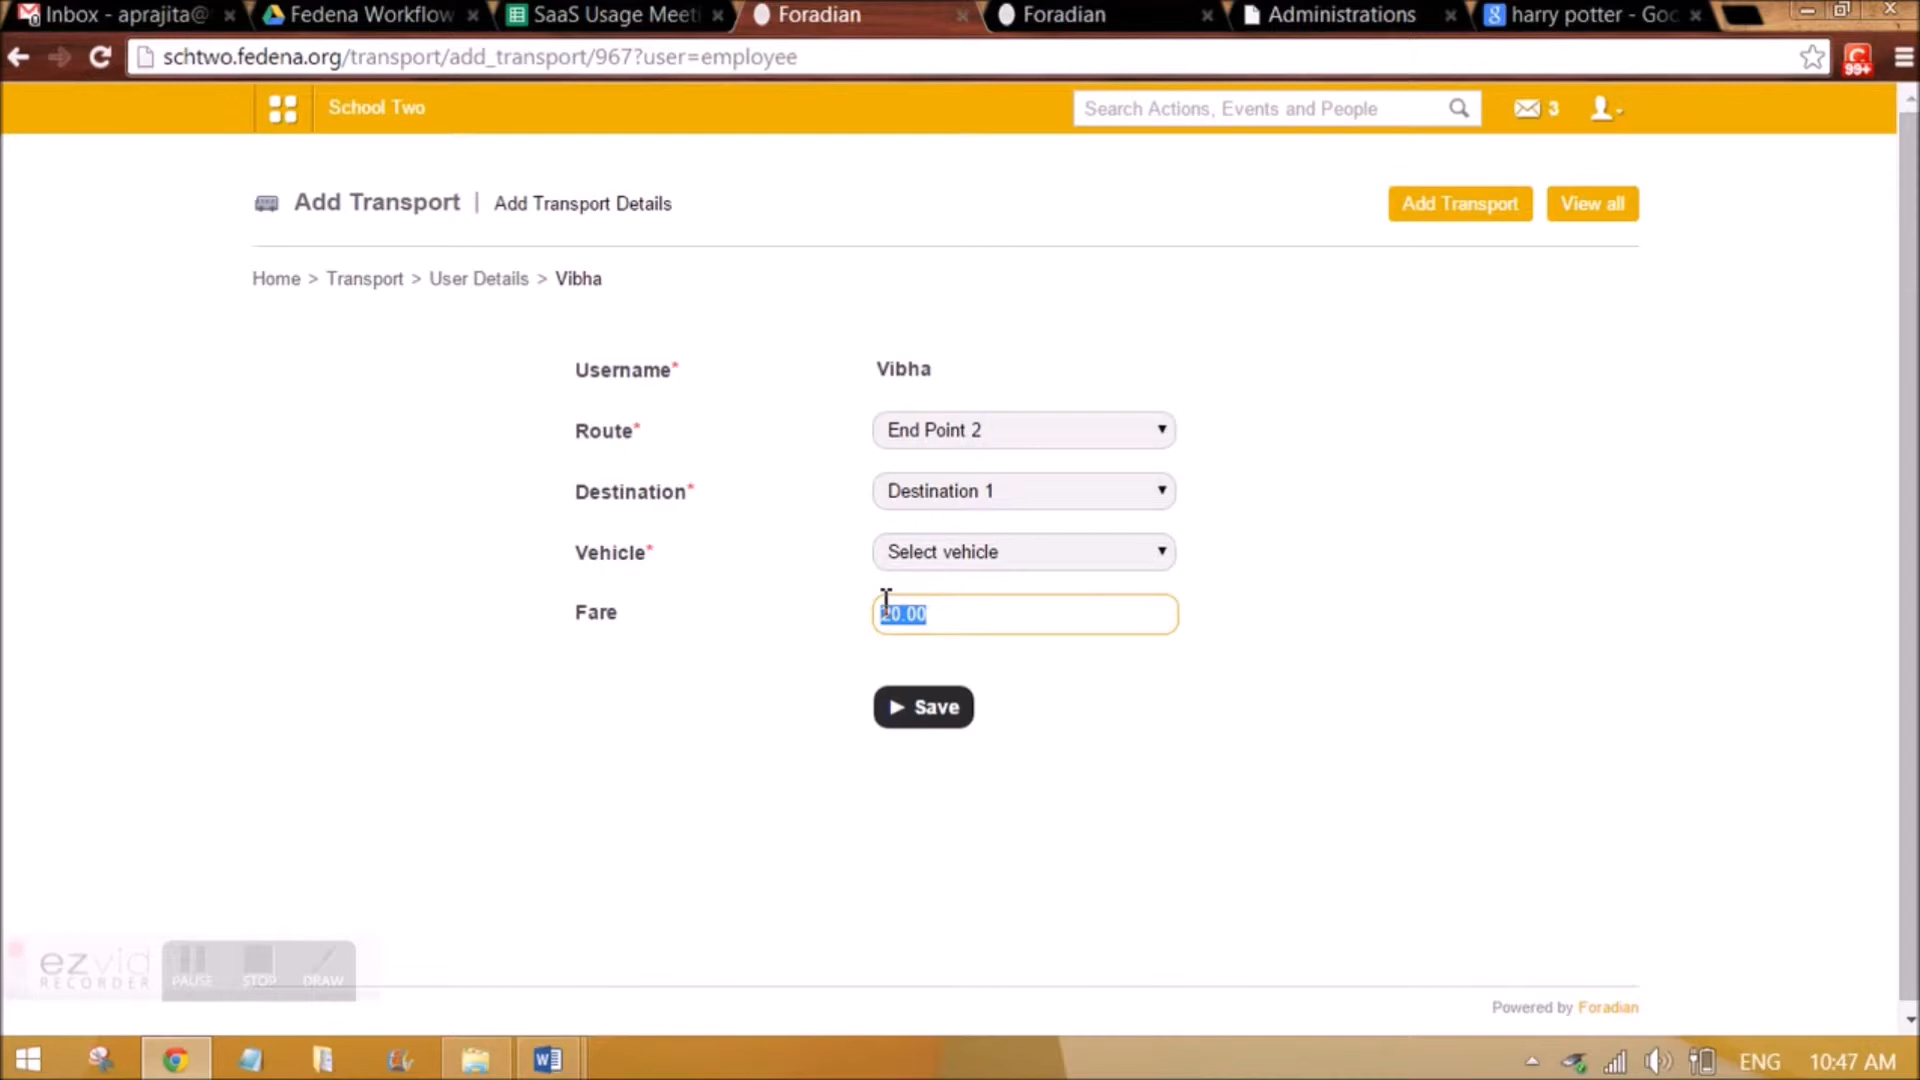 Inbox - aprajita@ Fedena Workflow SaaS Usage Meeti Foradian Foradian Administrations harry potter - Goo
schtwo.fedena.org/transport/add_transport/967?user=employee
99+
School Two Search Actions, Events and People 3
Add Transport | Add Transport Details Add Transport View all
Home > Transport > User Details > Vibha
Username* Vibha
Route* End Point 2
Destination* Destination 1
Vehicle* Select vehicle
Fare 20.00
Save
ezvid
RECORDER
PAUSE STOP DRAW
Powered by Foradian
ENG 10:47 AM